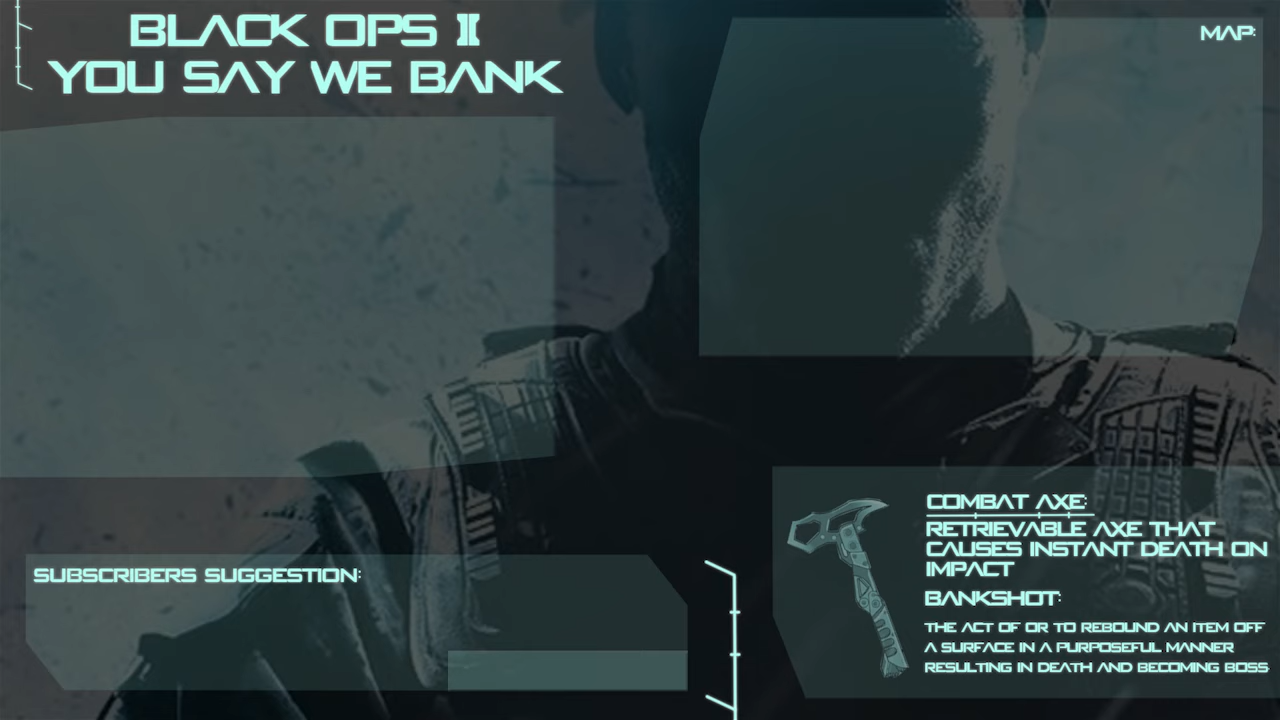 BLACK OPS II
YOU SAY WE BANK
MAP:
SUBSCRIBERS SUGGESTION:
COMBAT AXE:
RETRIEVABLE AXE THAT
CAUSES INSTANT DEATH ON
IMPACT
BANKSHOT:
THE ACT OF OR TO REBOUND AN ITEM OFF
A SURFACE IN A PURPOSEFUL MANNER
RESULTING IN DEATH AND BECOMING BOSS